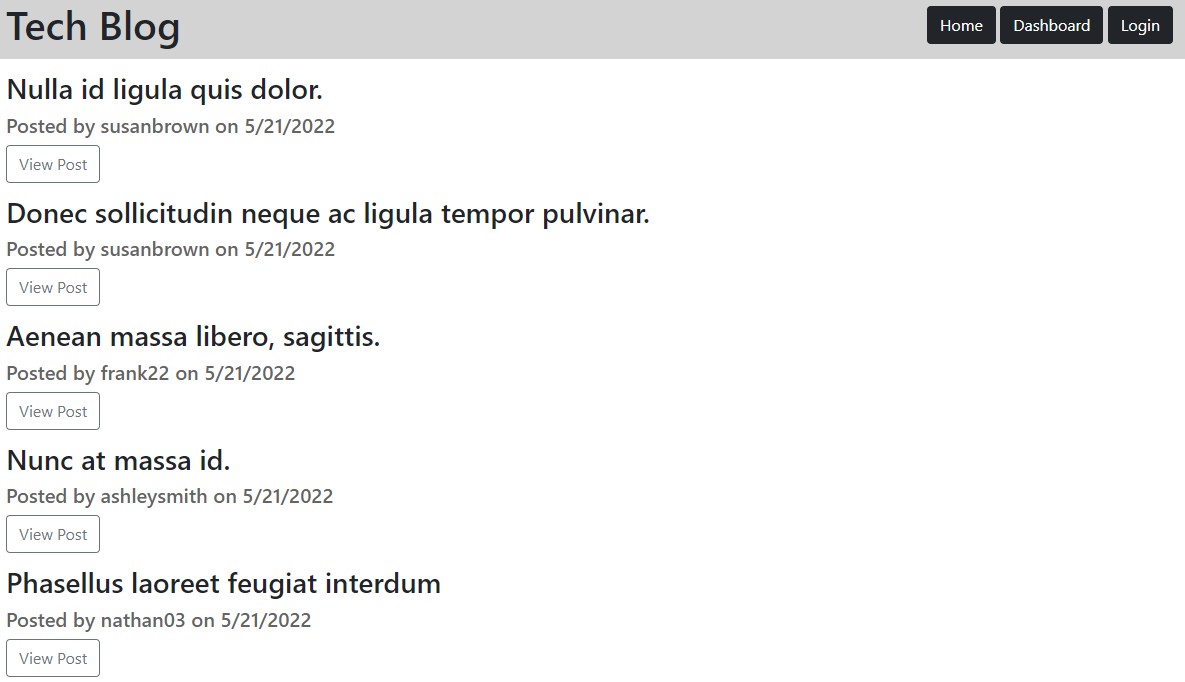 Tech Blog
Home Dashboard Login
Nulla id ligula quis dolor.
Posted by susanbrown on 5/21/2022
View Post
Donec sollicitudin neque ac ligula tempor pulvinar.
Posted by susanbrown on 5/21/2022
View Post
Aenean massa libero, sagittis.
Posted by frank22 on 5/21/2022
View Post
Nunc at massa id.
Posted by ashleysmith on 5/21/2022
View Post
Phasellus laoreet feugiat interdum
Posted by nathan03 on 5/21/2022
View Post